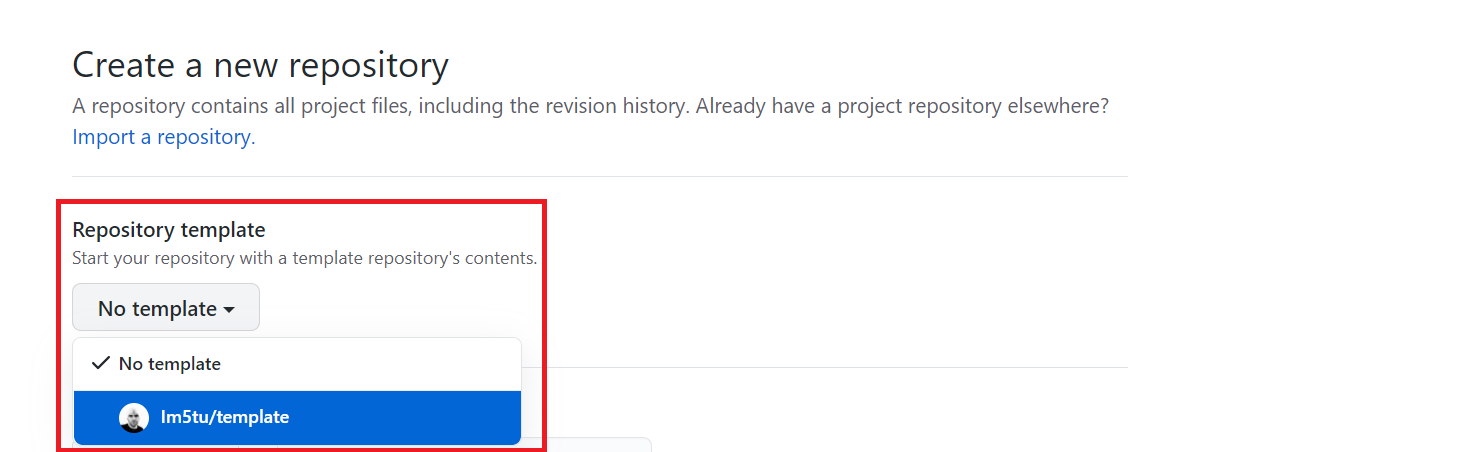 Create a new repository
A repository contains all project files, including the revision history. Already have a project repository elsewhere?
Import a repository.
Repository template
Start your repository with a template repository's contents.
No template
No template
Im5tu/template